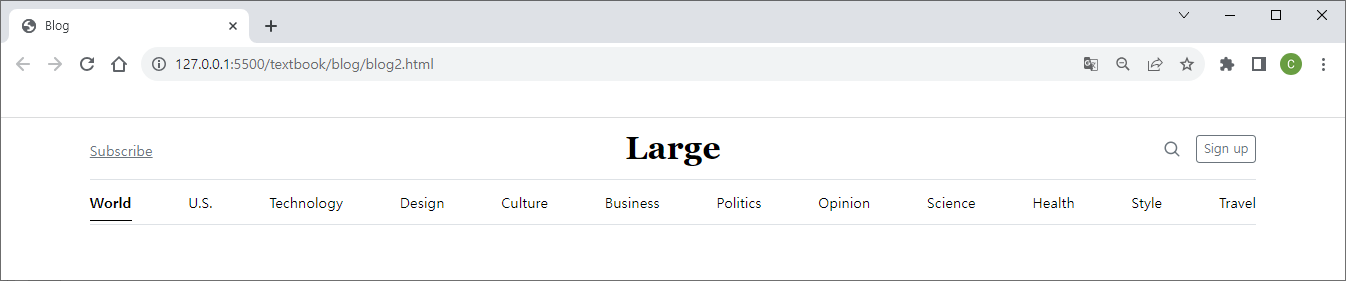 Blog
127.0.0.1:5500/textbook/blog/blog2.html
C
Subscribe
Large
Sign up
World U.S. Technology Design Culture Business Politics Opinion Science Health Style Travel